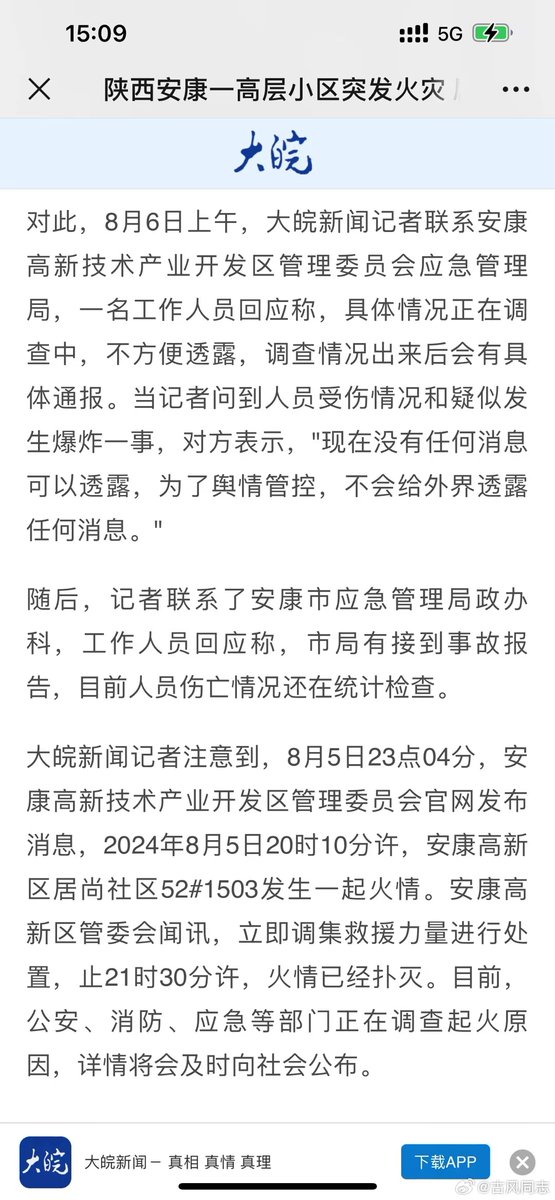 15:09
5G
陕西安康一高层小区突发火灾
大皖
对此，8月6日上午，大皖新闻记者联系安康
高新技术产业开发区管理委员会应急管理
局，一名工作人员回应称，具体情况正在调
查中，不方便透露，调查情况出来后会有具
体通报。当记者问到人员受伤情况和疑似发
生爆炸一事，对方表示，"现在没有任何消息
可以透露，为了舆情管控，不会给外界透露
任何消息。"
随后，记者联系了安康市应急管理局政办
科，工作人员回应称，市局有接到事故报
告，目前人员伤亡情况还在统计检查。
大皖新闻记者注意到，8月5日23点04分，安
康高新技术产业开发区管理委员会官网发布
消息，2024年8月5日20时10分许，安康高新
区居尚社区52#1503发生一起火情。安康高
新区管委会闻讯，立即调集救援力量进行处
置，止21时30分许，火情已经扑灭。目前，
公安、消防、应急等部门正在调查起火原
因，详情将会及时向社会公布。
大皖
大皖新闻－ 真相 真情 真理
下载APP
@古风同志